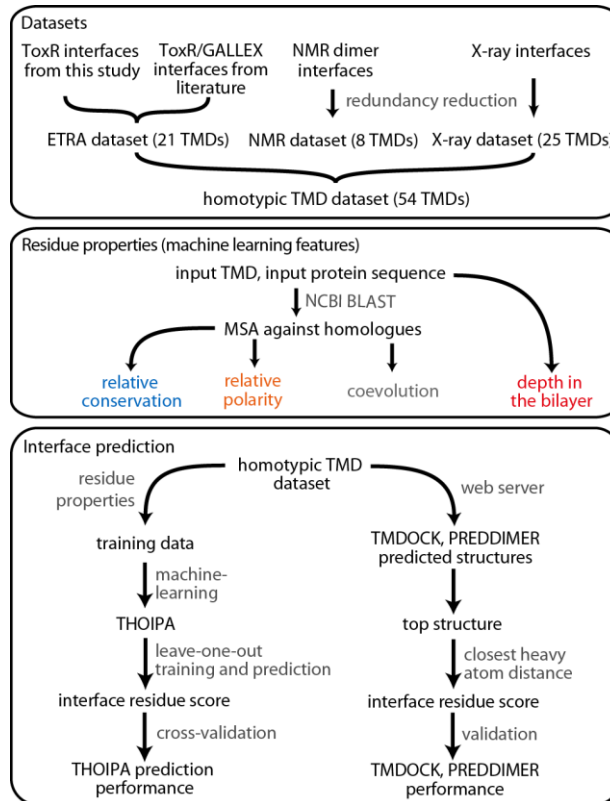 Datasets
ToxR interfaces
from this study
ToxR/GALLEX
interfaces from
literature
NMR dimer
interfaces
X-ray interfaces
redundancy reduction
ETRA dataset (21 TMDs)
NMR dataset (8 TMDs)
X-ray dataset (25 TMDs)
homotypic TMD dataset (54 TMDs)
Residue properties (machine learning features)
input TMD, input protein sequence
NCBI BLAST
MSA against homologues
relative
conservation
relative
polarity
coevolution
depth in
the bilayer
Interface prediction
homotypic TMD
dataset
residue
properties
web server
training data
machine-
learning
THOIPA
leave-one-out
training and prediction
interface residue score
cross-validation
THOIPA prediction
performance
TMDOCK, PREDDIMER
predicted structures
top structure
closest heavy
atom distance
interface residue score
validation
TMDOCK, PREDDIMER
performance